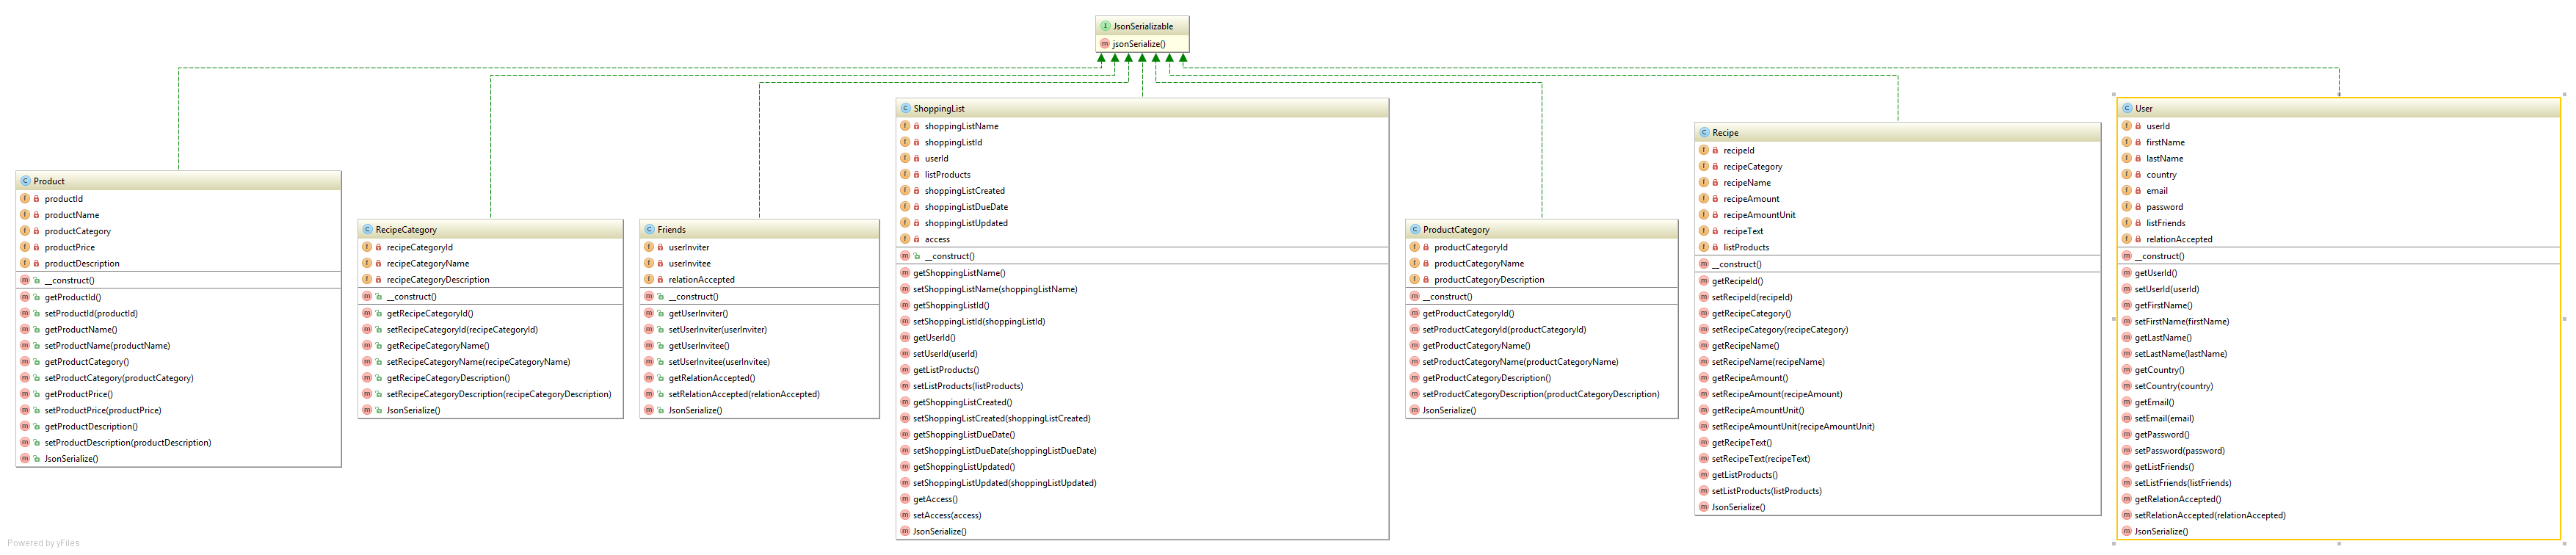 JsonSerializable
jsonSerialize()
Product
productId
productName
productCategory
productPrice
productDescription
__construct()
getProductId()
setProductId(productId)
getProductName()
setProductName(productName)
getProductCategory()
setProductCategory(productCategory)
getProductPrice()
setProductPrice(productPrice)
getProductDescription()
setProductDescription(productDescription)
JsonSerialize()
RecipeCategory
recipeCategoryId
recipeCategoryName
recipeCategoryDescription
__construct()
getRecipeCategoryId()
setRecipeCategoryId(recipeCategoryId)
getRecipeCategoryName()
setRecipeCategoryName(recipeCategoryName)
getRecipeCategoryDescription()
setRecipeCategoryDescription(recipeCategoryDescription)
JsonSerialize()
Friends
userInviter
userInvitee
relationAccepted
__construct()
getUserInviter()
setUserInviter(userInviter)
getUserInvitee()
setUserInvitee(userInvitee)
getRelationAccepted()
setRelationAccepted(relationAccepted)
JsonSerialize()
ShoppingList
shoppingListName
shoppingListId
userId
listProducts
shoppingListCreated
shoppingListDueDate
shoppingListUpdated
access
__construct()
getShoppingListName()
setShoppingListName(shoppingListName)
getShoppingListId()
setShoppingListId(shoppingListId)
getUserId()
setUserId(userId)
getListProducts()
setListProducts(listProducts)
getShoppingListCreated()
setShoppingListCreated(shoppingListCreated)
getShoppingListDueDate()
setShoppingListDueDate(shoppingListDueDate)
getShoppingListUpdated()
setShoppingListUpdated(shoppingListUpdated)
getAccess()
setAccess(access)
JsonSerialize()
ProductCategory
productCategoryId
productCategoryName
productCategoryDescription
__construct()
getProductCategoryId()
setProductCategoryId(productCategoryId)
getProductCategoryName()
setProductCategoryName(productCategoryName)
getProductCategoryDescription()
setProductCategoryDescription(productCategoryDescription)
JsonSerialize()
Recipe
recipeId
recipeCategory
recipeName
recipeAmount
recipeAmountUnit
recipeText
listProducts
__construct()
getRecipeId()
setRecipeId(recipeId)
getRecipeCategory()
setRecipeCategory(recipeCategory)
getRecipeName()
setRecipeName(recipeName)
getRecipeAmount()
setRecipeAmount(recipeAmount)
getRecipeAmountUnit()
setRecipeAmountUnit(recipeAmountUnit)
getRecipeText()
setRecipeText(recipeText)
getListProducts()
setListProducts(listProducts)
JsonSerialize()
User
userId
firstName
lastName
country
email
password
listFriends
relationAccepted
__construct()
getUserId()
setUserId(userId)
getFirstName()
setFirstName(firstName)
getLastName()
setLastName(lastName)
getCountry()
setCountry(country)
getEmail()
setEmail(email)
getPassword()
setPassword(password)
getListFriends()
setListFriends(listFriends)
getRelationAccepted()
setRelationAccepted(relationAccepted)
JsonSerialize()
Powered by yFiles